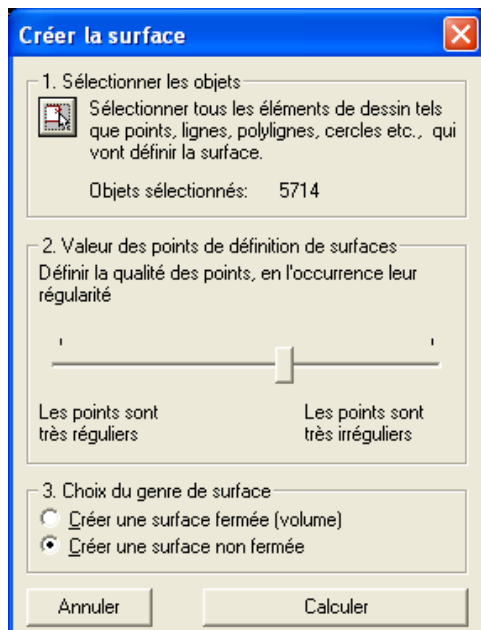 Créer la surface
1. Sélectionner les objets
Sélectionner tous les éléments de dessin tels
que points, lignes, polylignes, cercles etc., qui
vont définir la surface.
Objets sélectionnés: 5714
2. Valeur des points de définition de surfaces
Définir la qualité des points, en l'occurrence leur
régularité
Les points sont
très réguliers
Les points sont
très irréguliers
3. Choix du genre de surface
Créer une surface fermée (volume)
Créer une surface non fermée
Annuler
Calculer